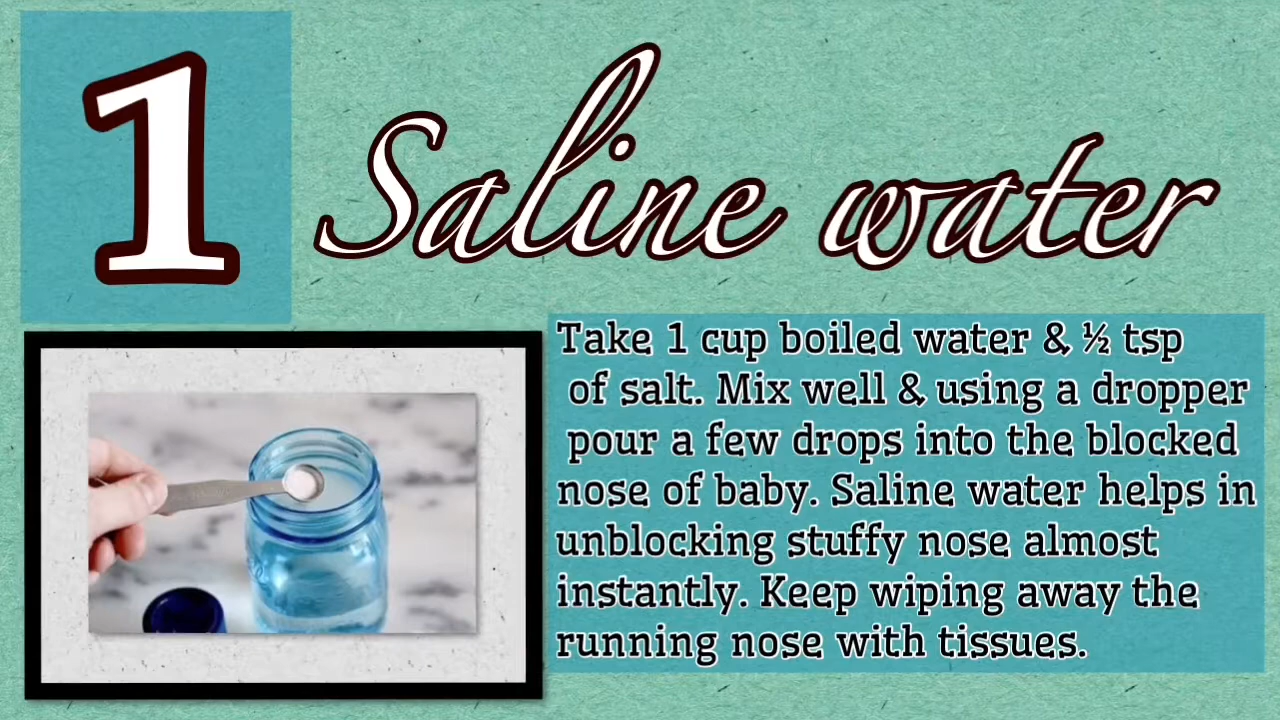 1
Saline water
Take 1 cup boiled water & ½ tsp
of salt. Mix well & using a dropper
pour a few drops into the blocked
nose of baby. Saline water helps in
unblocking stuffy nose almost
instantly. Keep wiping away the
running nose with tissues.